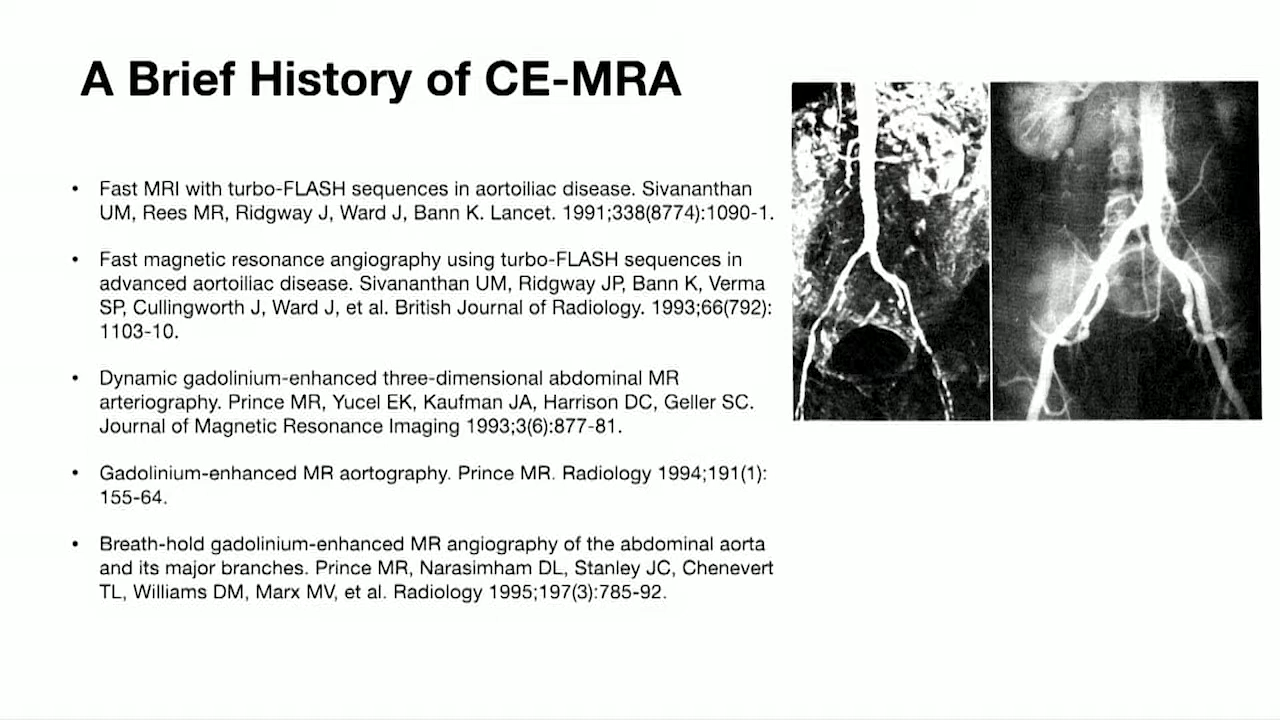 A Brief History of CE-MRA
• Fast MRI with turbo-FLASH sequences in aortoiliac disease. Sivananthan
UM, Rees MR, Ridgway J, Ward J, Bann K. Lancet. 1991;338(8774):1090-1.
• Fast magnetic resonance angiography using turbo-FLASH sequences in
advanced aortoiliac disease. Sivananthan UM, Ridgway JP, Bann K, Verma
SP, Cullingworth J, Ward J, et al. British Journal of Radiology. 1993;66(792):
1103-10.
• Dynamic gadolinium-enhanced three-dimensional abdominal MR
arteriography. Prince MR, Yucel EK, Kaufman JA, Harrison DC, Geller SC.
Journal of Magnetic Resonance Imaging 1993;3(6):877-81.
• Gadolinium-enhanced MR aortography. Prince MR. Radiology 1994;191(1):
155-64.
• Breath-hold gadolinium-enhanced MR angiography of the abdominal aorta
and its major branches. Prince MR, Narasimham DL, Stanley JC, Chenevert
TL, Williams DM, Marx MV, et al. Radiology 1995;197(3):785-92.